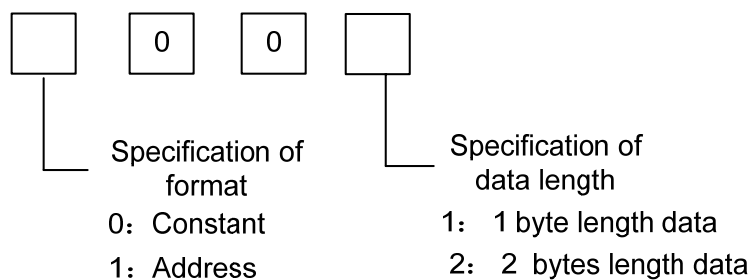 0 0
Specification of
format
0: Constant
1: Address
Specification of
data length
1: 1 byte length data
2: 2 bytes length data